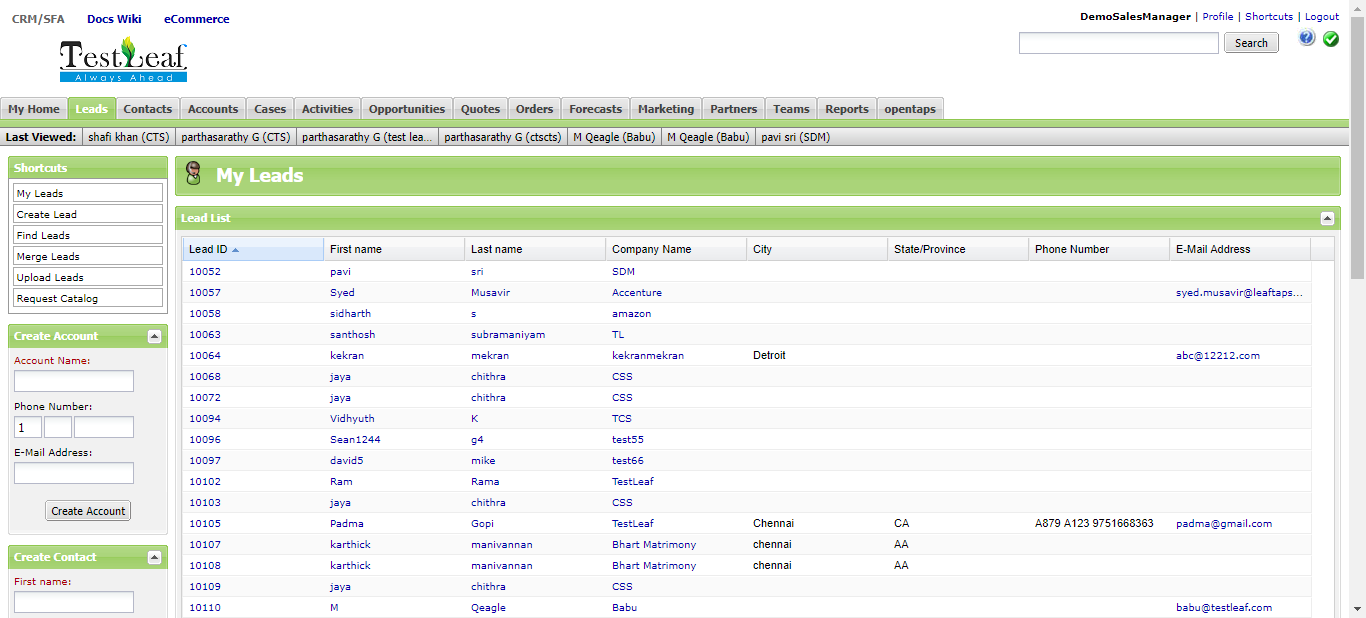 CRM/SFA Docs Wiki eCommerce
DemoSalesManager | Profile | Shortcuts | Logout
TestLeaf
Always Ahead
Search
My Home Leads Contacts Accounts Cases Activities Opportunities Quotes Orders Forecasts Marketing Partners Teams Reports opentaps
Last Viewed: shafi khan (CTS) parthasarathy G (CTS) parthasarathy G (test lea... parthasarathy G (ctscts) M Qeagle (Babu) M Qeagle (Babu) pavi sri (SDM)
Shortcuts
My Leads
Create Lead
Find Leads
Merge Leads
Upload Leads
Request Catalog
Create Account
Account Name:
Phone Number:
1
E-Mail Address:
Create Account
Create Contact
First name:
My Leads
Lead List
Lead ID First name Last name Company Name City State/Province Phone Number E-Mail Address
10052 pavi sri SDM
10057 Syed Musavir Accenture syed.musavir@leaftaps...
10058 sidharth s amazon
10063 santhosh subramaniyam TL
10064 kekran mekran kekranmekran Detroit abc@12212.com
10068 jaya chithra CSS
10072 jaya chithra CSS
10094 Vidhyuth K TCS
10096 Sean1244 g4 test55
10097 david5 mike test66
10102 Ram Rama TestLeaf
10103 jaya chithra CSS
10105 Padma Gopi TestLeaf Chennai CA A879 A123 9751668363 padma@gmail.com
10107 karthick manivannan Bhart Matrimony chennai AA
10108 karthick manivannan Bhart Matrimony chennai AA
10109 jaya chithra CSS
10110 M Qeagle Babu babu@testleaf.com